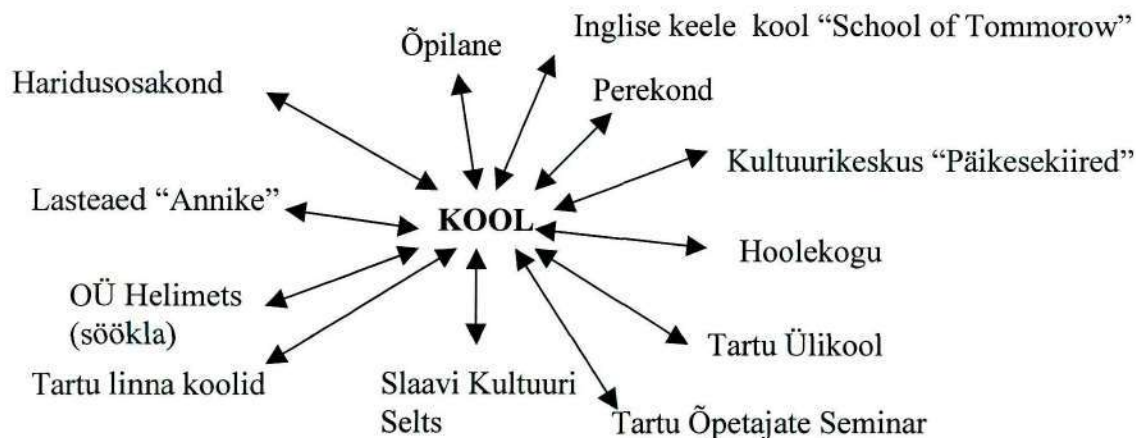 Inglise keele kool “School of Tommorow”
Õpilane
Haridusosakond
Perekond
Kultuurikeskus “Päikesekiired”
Lasteaed “Annike”
KOOL
Hoolekogu
OÜ Helimets
(söökla)
Tartu Ülikool
Tartu linna koolid
Slaavi Kultuuri
Selts
Tartu Õpetajate Seminar